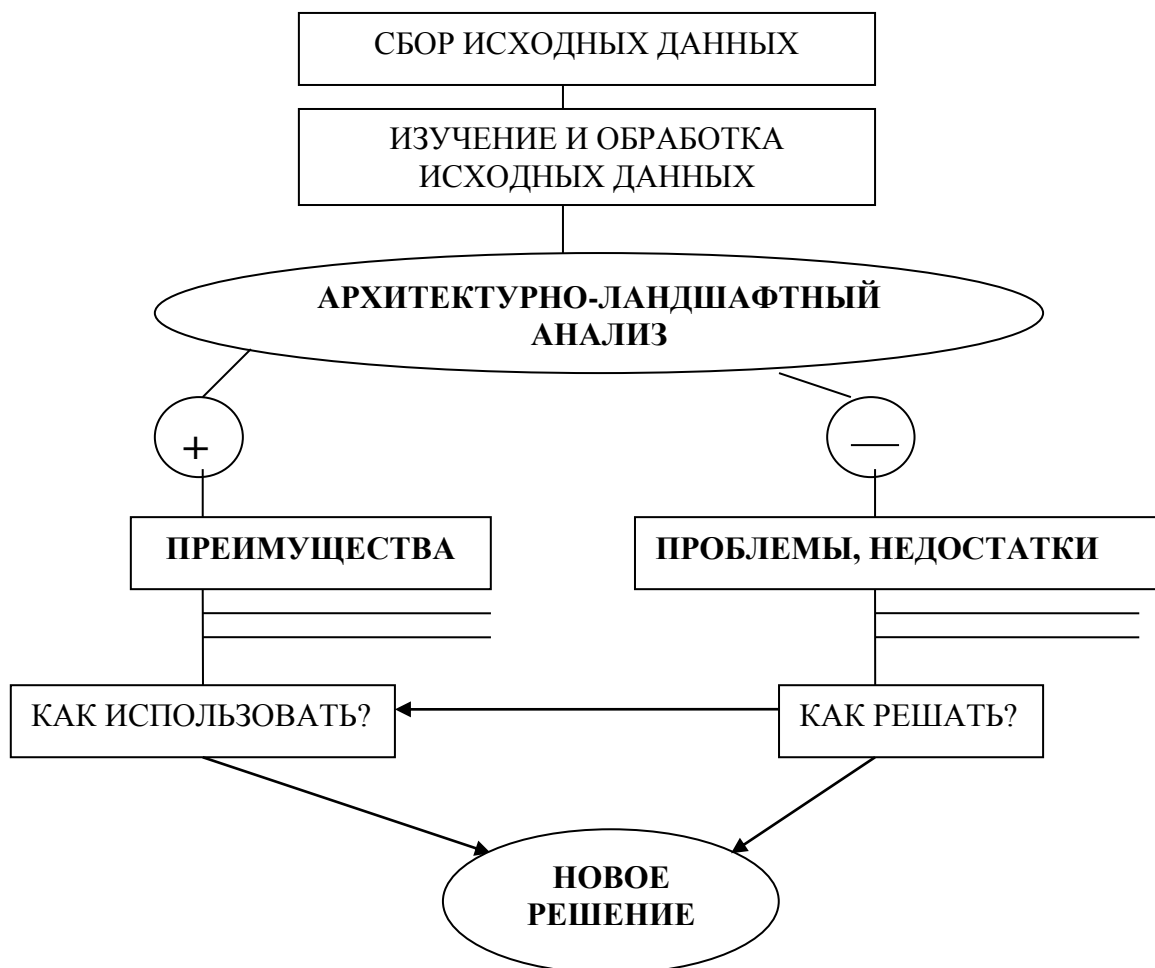 СБОР ИСХОДНЫХ ДАННЫХ
ИЗУЧЕНИЕ И ОБРАБОТКА
ИСХОДНЫХ ДАННЫХ
АРХИТЕКТУРНО-ЛАНДШАФТНЫЙ
АНАЛИЗ
+
—
ПРЕИМУЩЕСТВА
ПРОБЛЕМЫ, НЕДОСТАТКИ
КАК ИСПОЛЬЗОВАТЬ?
КАК РЕШАТЬ?
НОВОЕ
РЕШЕНИЕ